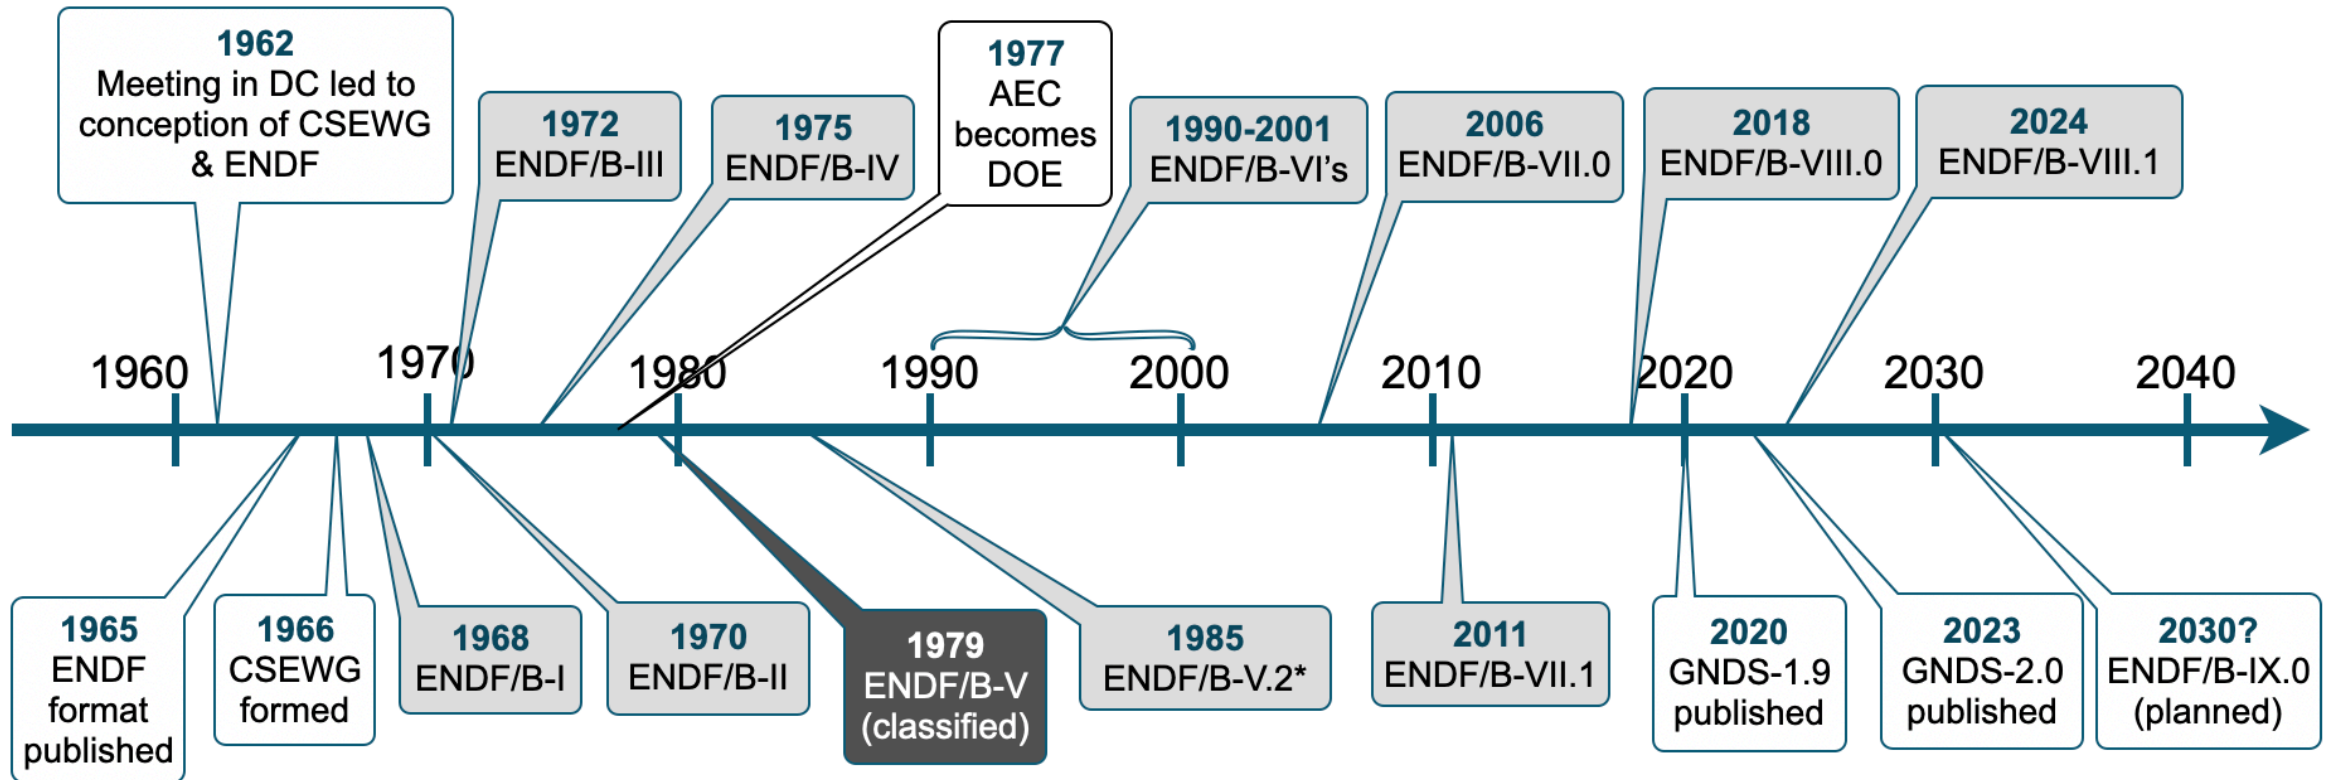 1962
Meeting in DC led to
conception of CSEWG
& ENDF
1972
ENDF/B-III
1975
ENDF/B-IV
1977
AEC
becomes
DOE
1990-2001
ENDF/B-VI's
2006
ENDF/B-VII.0
2018
ENDF/B-VIII.0
2024
ENDF/B-VIII.1
1960
1970
1980
1990
2000
2010
2020
2030
2040
1965
ENDF
format
published
1966
CSEWG
formed
1968
ENDF/B-I
1970
ENDF/B-II
1979
ENDF/B-V
(classified)
1985
ENDF/B-V.2*
2011
ENDF/B-VII.1
2020
GNDS-1.9
published
2023
GNDS-2.0
published
2030?
ENDF/B-IX.0
(planned)